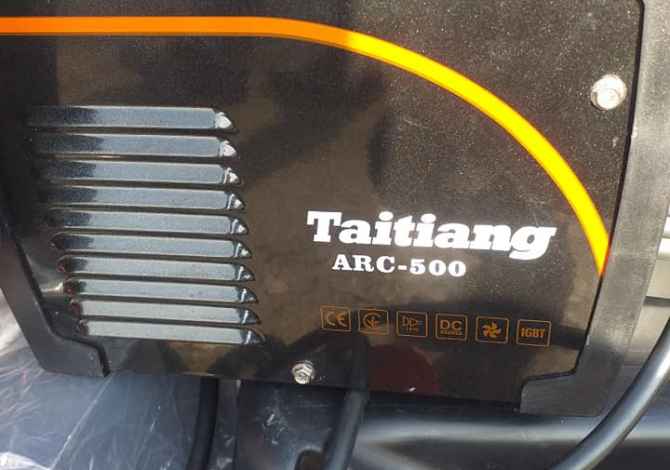 Taitiang
ARC-500
CE DC IGBT